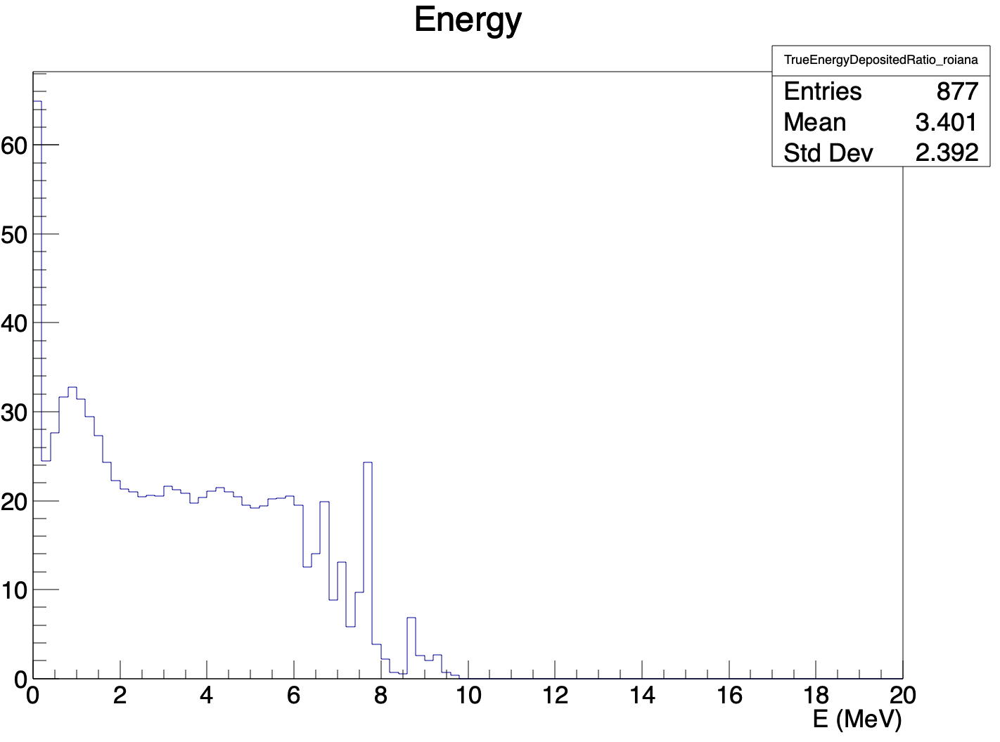 Energy
TrueEnergyDepositedRatio_roiana
Entries 877
Mean 3.401
Std Dev 2.392
60
50
40
30
20
10
0
0 2 4 6 8 10 12 14 16 18 20
E (MeV)